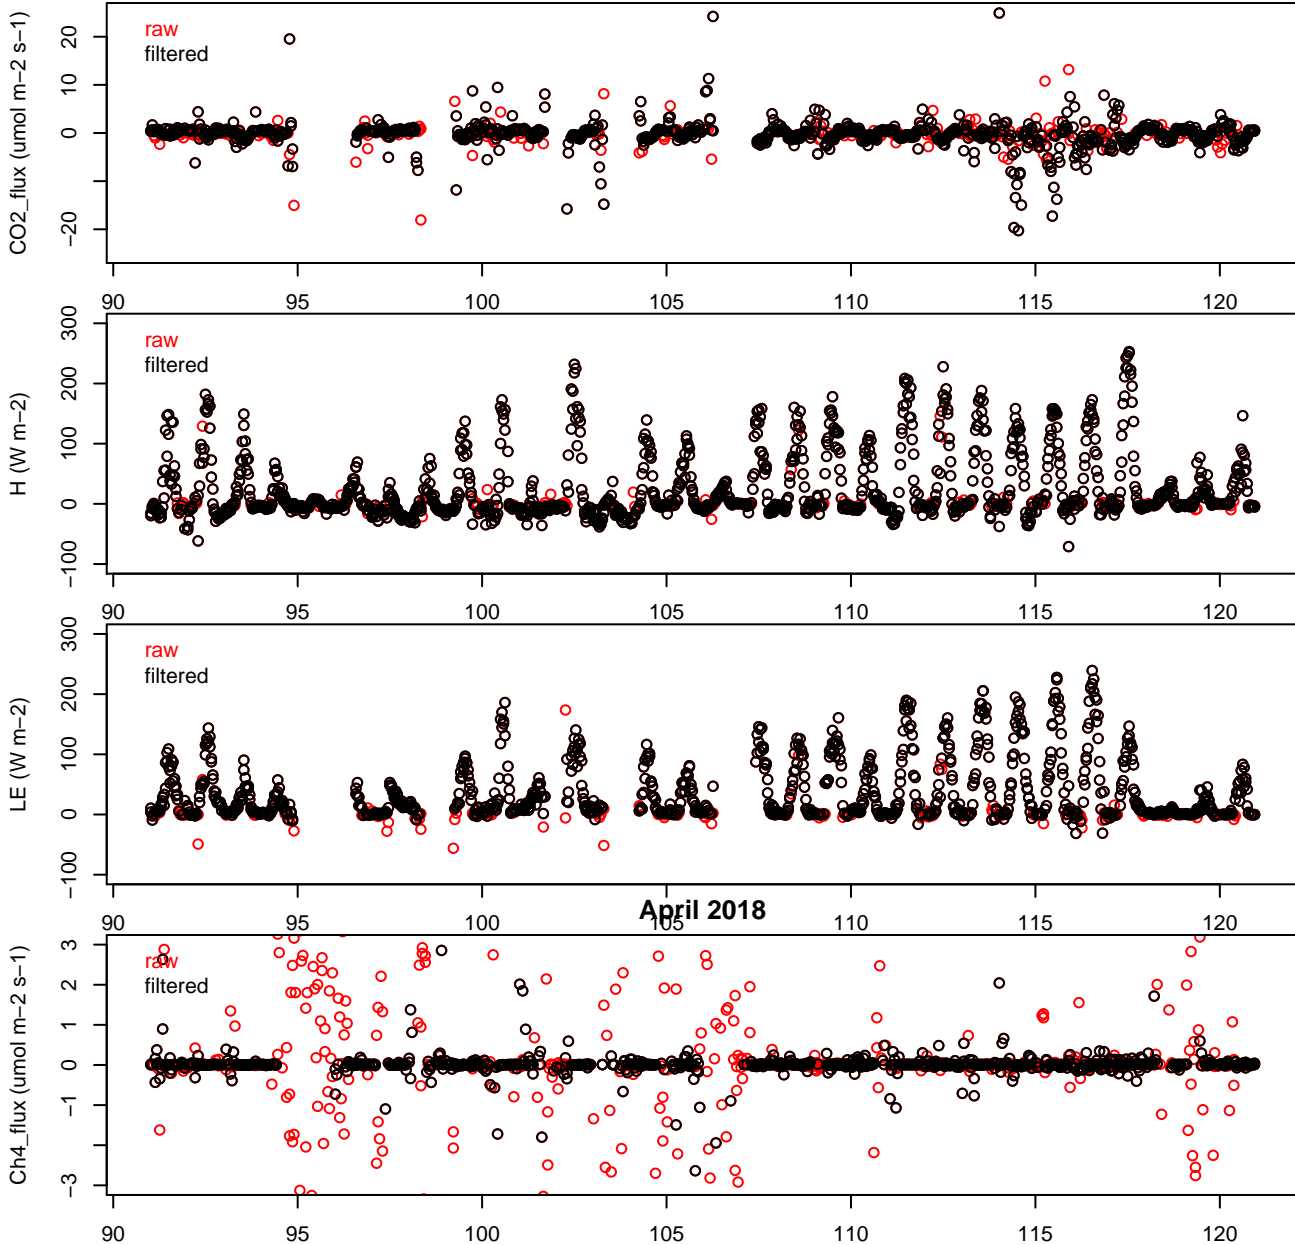 CO2_flux (umol m−2 s−1)
20
10
0
−20
raw
filtered
90 95 100 105 110 115 120
H (W m−2)
300
200
100
0
−100
raw
filtered
90 95 100 105 110 115 120
LE (W m−2)
300
200
100
0
−100
raw
filtered
90 95 100 105 110 115 120
April 2018
Ch4_flux (umol m−2 s−1)
3
2
1
0
−1
−3
raw
filtered
90 95 100 105 110 115 120